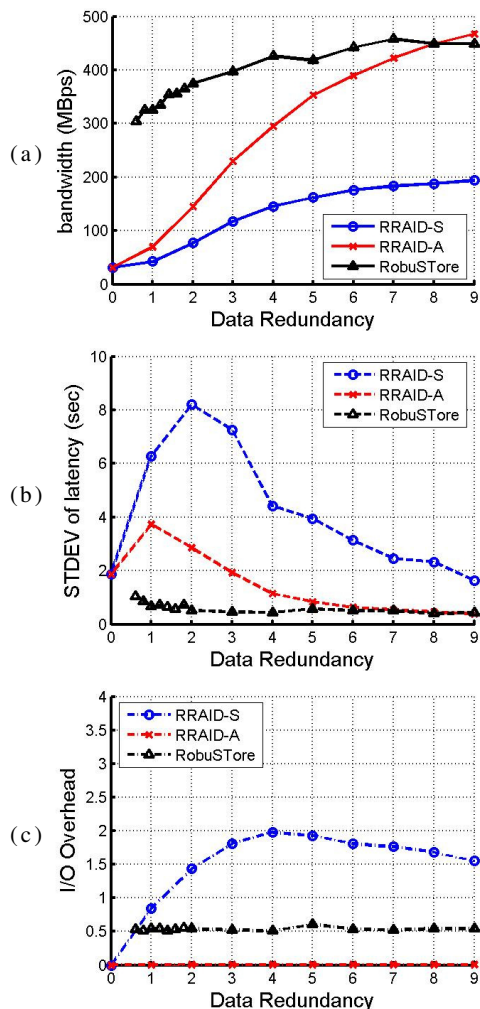 (a)
bandwidth (MBps)
500
400
300
200
100
0
RRAID-S
RRAID-A
RobuSTore
0 1 2 3 4 5 6 7 8 9
Data Redundancy
(b)
STDEV of latency (sec)
10
8
6
4
2
0
RRAID-S
RRAID-A
RobuSTore
0 1 2 3 4 5 6 7 8 9
Data Redundancy
(c)
I/O Overhead
4
3.5
3
2.5
2
1.5
1
0.5
0
RRAID-S
RRAID-A
RobuSTore
0 1 2 3 4 5 6 7 8 9
Data Redundancy